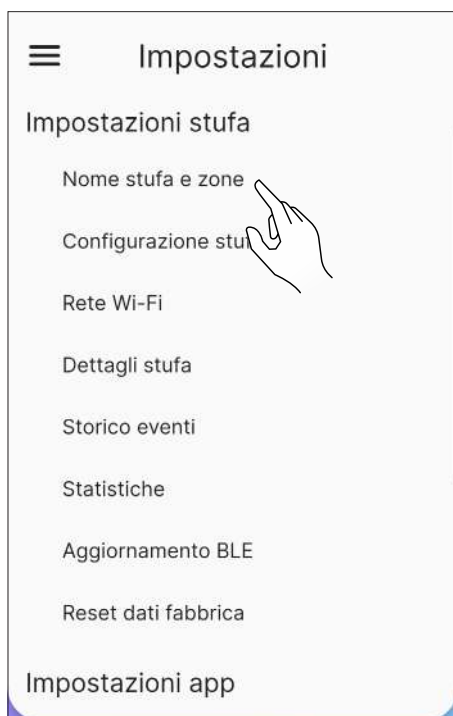 Impostazioni
Impostazioni stufa
Nome stufa e zone
Configurazione
Rete Wi-Fi
Dettagli stufa
Storico eventi
Statistiche
Aggiornamento BLE
Reset dati fabbrica
Impostazioni app